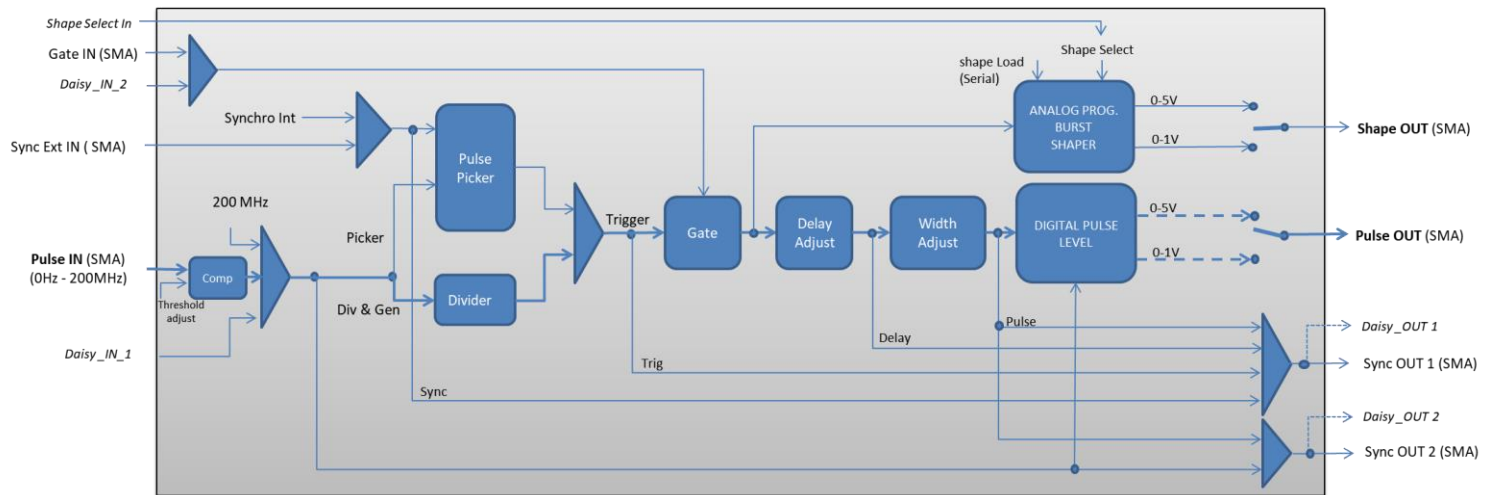 Shape Select In
Gate IN (SMA)
Daisy_IN_2
Shape Select
shape Load
(Serial)
Synchro Int
Sync Ext IN ( SMA)
Pulse
Picker
ANALOG PROG.
BURST
SHAPER
0-5V
0-1V
Shape OUT (SMA)
200 MHz
Picker
Trigger
Gate
Delay
Adjust
Width
Adjust
DIGITAL PULSE
LEVEL
0-5V
0-1V
Pulse OUT (SMA)
Pulse IN (SMA)
(0Hz - 200MHz)
Comp
Threshold
adjust
Div & Gen
Divider
Daisy_IN_1
Pulse
Delay
Trig
Sync
Daisy_OUT 1
Sync OUT 1 (SMA)
Daisy_OUT 2
Sync OUT 2 (SMA)